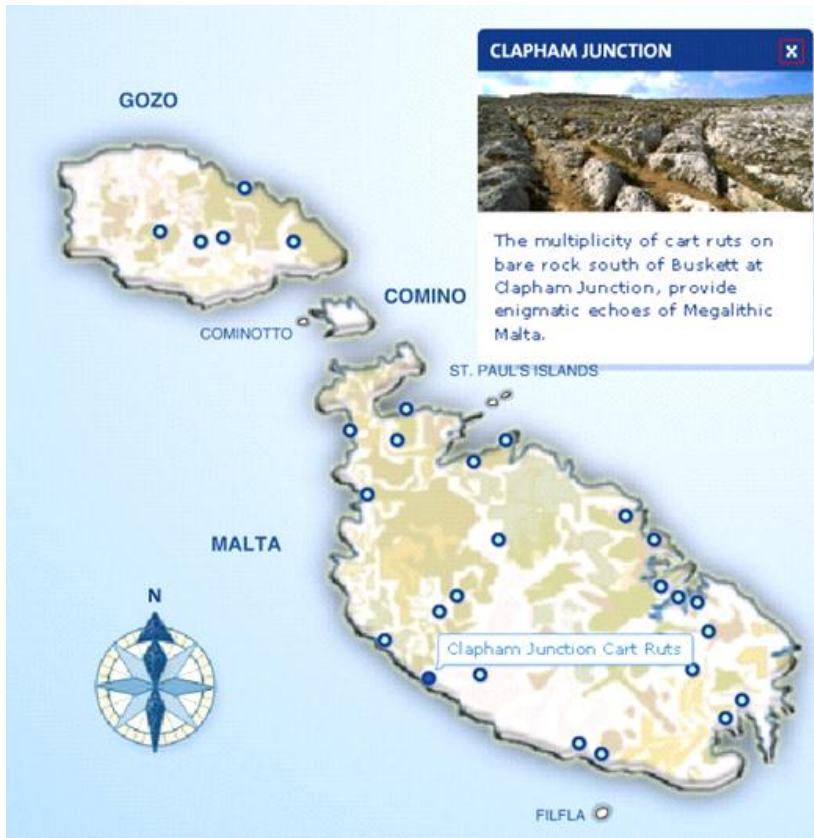 CLAPHAM JUNCTION x
GOZO
The multiplicity of cart ruts on
bare rock south of Buskett at
Clapham Junction, provide
enigmatic echoes of Megalithic
Malta.
COMINO
COMINOTTO
ST. PAUL'S ISLANDS
MALTA
N
Clapham Junction Cart Ruts
FILFLA